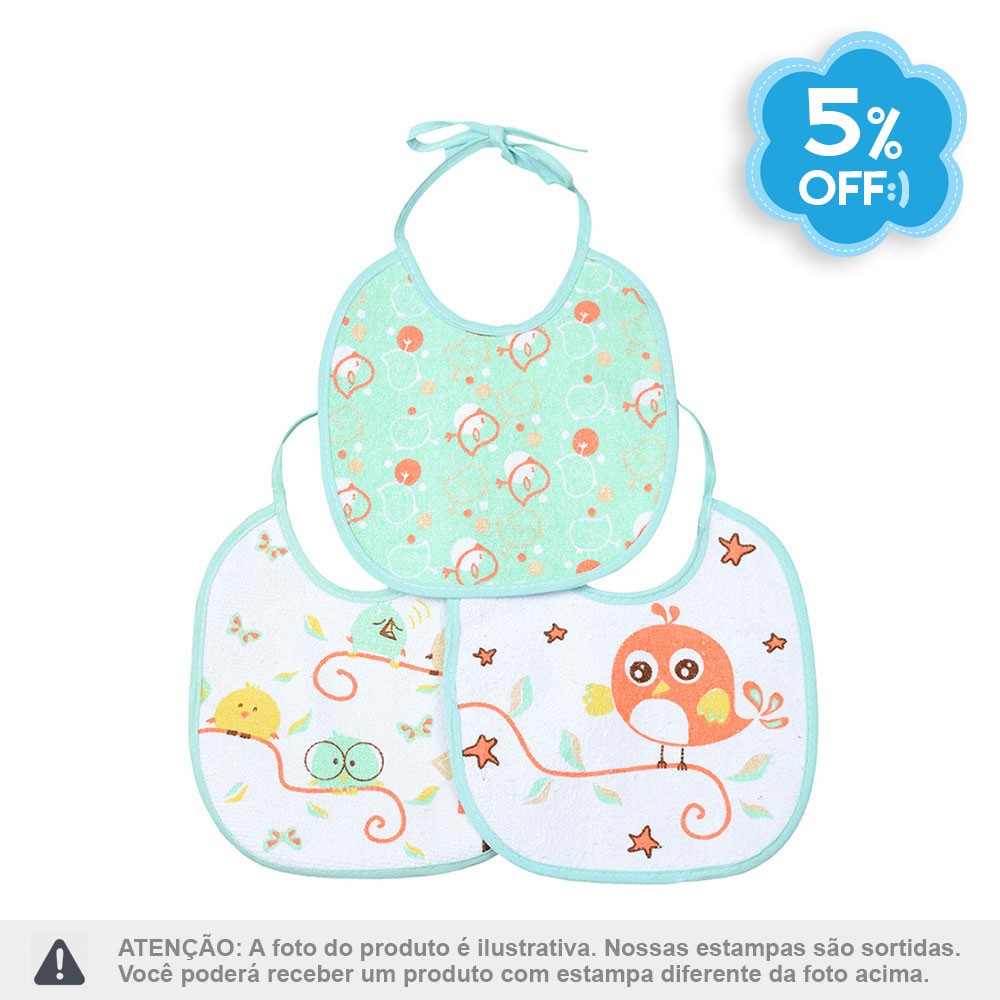 5%
OFF:)
ATENÇÃO: A foto do produto é ilustrativa. Nossas estampas são sortidas.
Você poderá receber um produto com estampa diferente da foto acima.